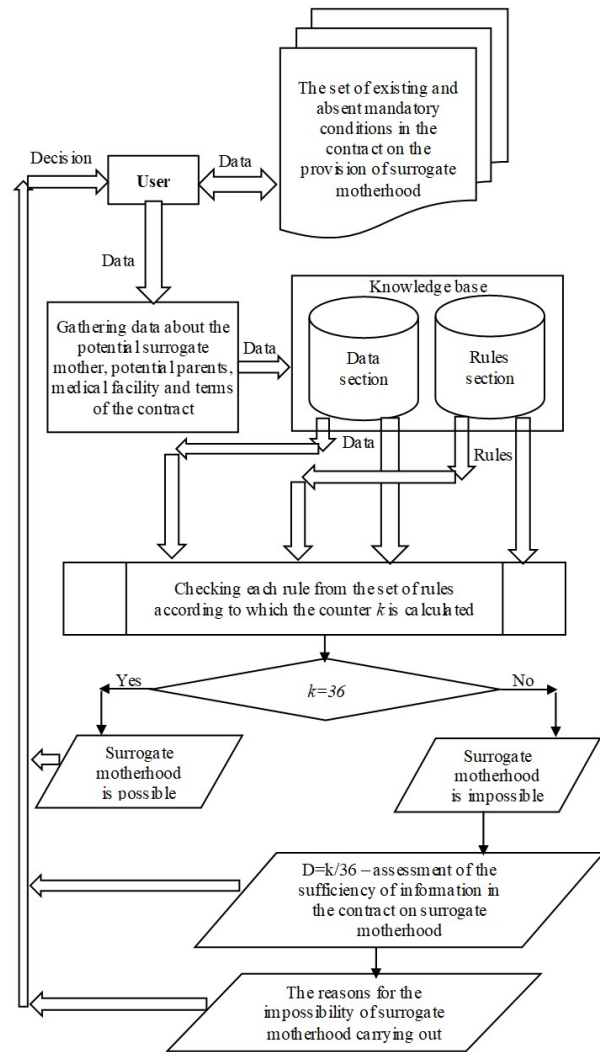 The set of existing and
absent mandatory
conditions in the
contract on the
provision of surrogate
motherhood
Decision
User
Data
Data
Gathering data about the
potential surrogate
mother, potential parents,
medical facility and terms
of the contract
Data
Knowledge base
Data
section
Rules
section
Data
Rules
Checking each rule from the set of rules
according to which the counter k is calculated
Yes
k=36
No
Surrogate
motherhood
is possible
Surrogate
motherhood
is impossible
D=k/36 – assessment of the
sufficiency of information in
the contract on surrogate
motherhood
The reasons for the
impossibility of surrogate
motherhood carrying out